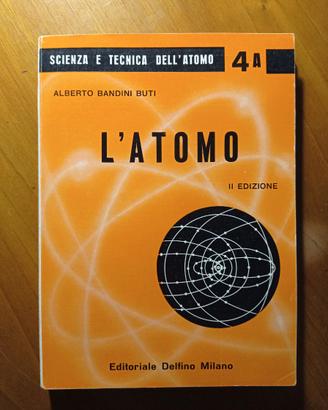 SCIENZA E TECNICA DELL'ATOMO 4A
ALBERTO BANDINI BUTI
L'ATOMO
II EDIZIONE
Editoriale Delfino Milano